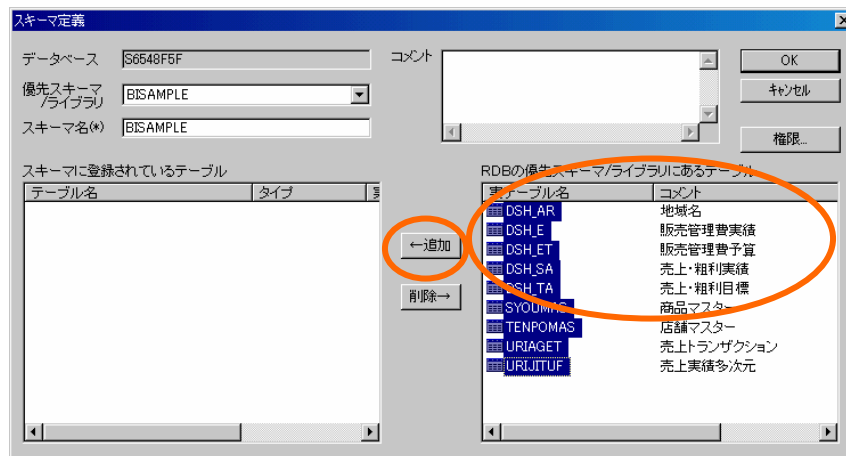 スキーマ定義
データベース S6548F5F
コメント
OK
優先スキーマ/ライブラリ BISAMPLE
キャンセル
スキーマ名(*) BISAMPLE
権限...
スキーマに登録されているテーブル
RDBの優先スキーマ/ライブラリにあるテーブル
テーブル名 タイプ 実
実テーブル名 コメント
DSH_AR 地域名
DSH_E 販売管理費実績
←追加
DSH_ET 販売管理費予算
DSH_SA 売上・粗利実績
DSH_TA 売上・粗利目標
削除→
SYOUMAS 商品マスター
TENPOMAS 店舗マスター
URIAGET 売上トランザクション
URIJITUF 売上実績多次元